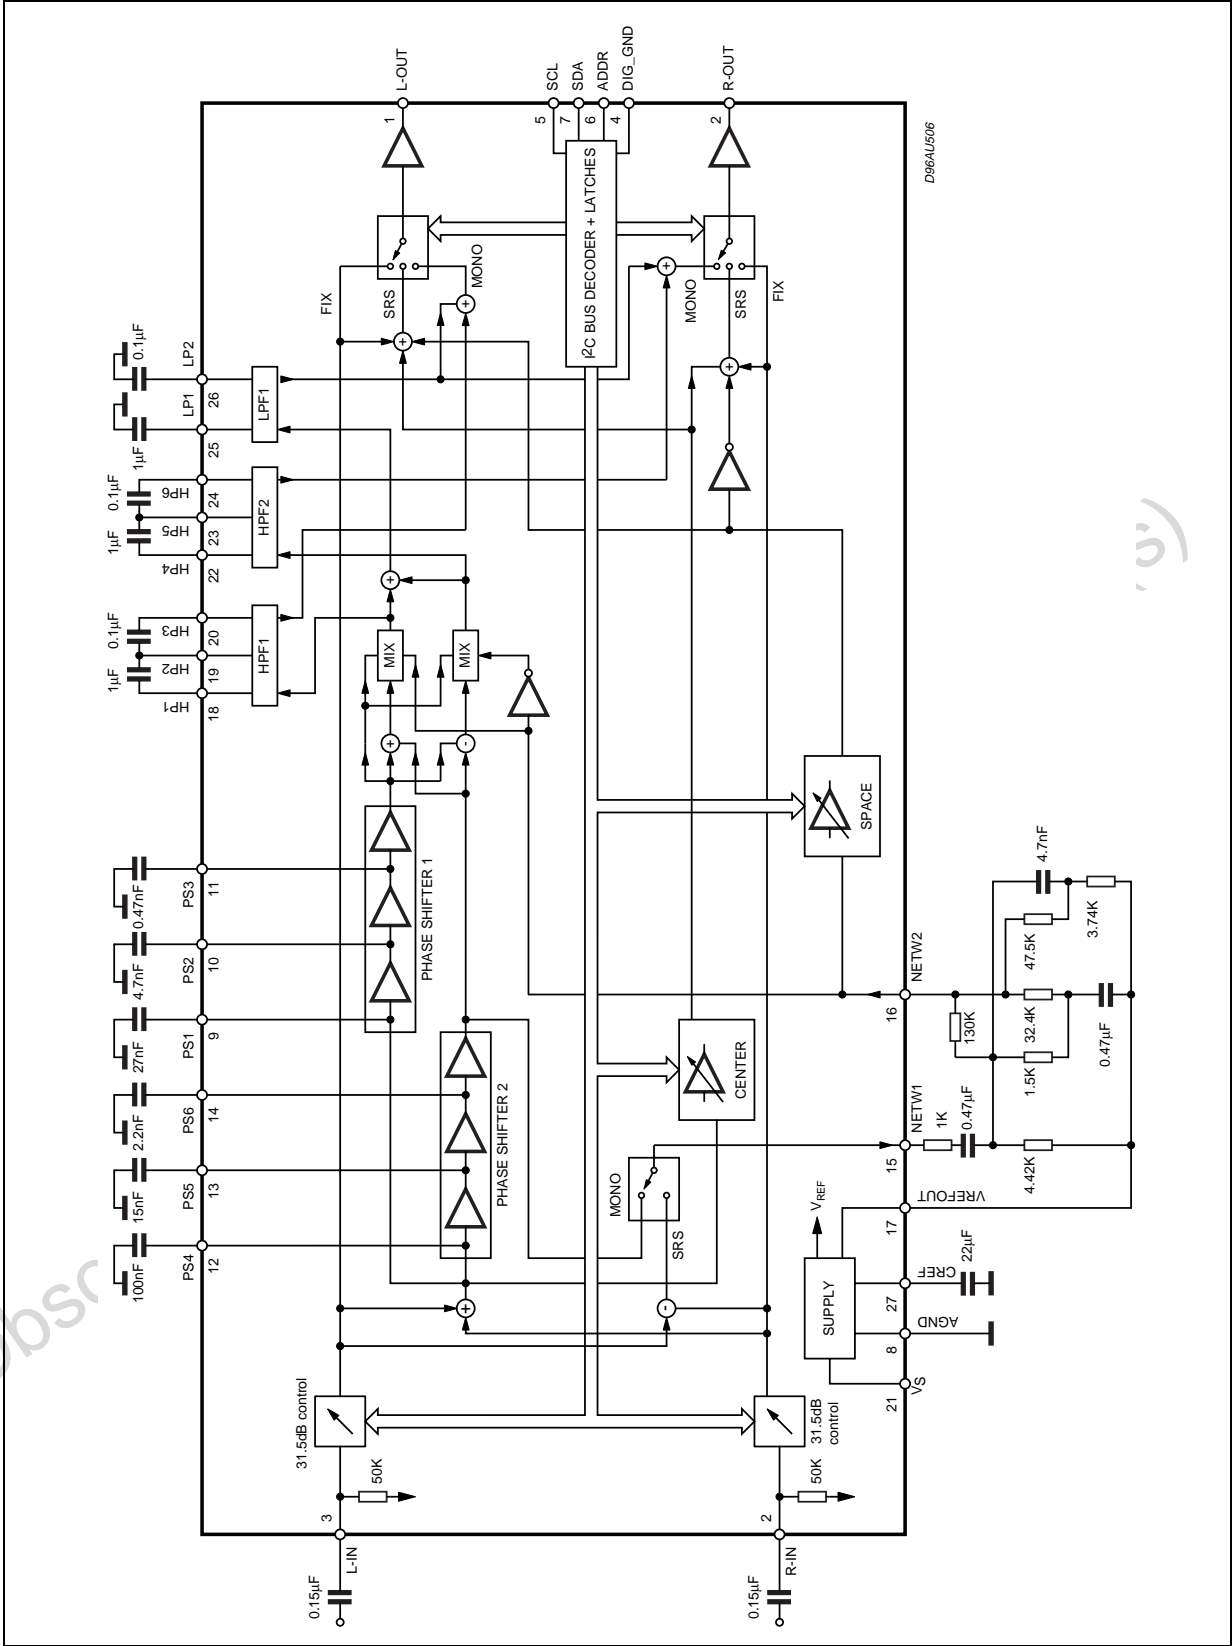 L-OUT
SCL
SDA
ADDR
DIG_GND
R-OUT
1
5
7
6
4
2
D96AU506
I2C BUS DECODER + LATCHES
FIX
SRS
MONO
MONO
SRS
FIX
0.1µF
LP2
26
LP1
25
1µF
LPF1
0.1µF
HP6
24
HP5
23
1µF
HP4
22
HPF2
0.1µF
HP3
20
HP2
19
1µF
HP1
18
HPF1
MIX
MIX
0.47nF
PS3
11
4.7nF
PS2
10
27nF
PS1
9
PHASE SHIFTER 1
2.2nF
PS6
14
15nF
PS5
13
100nF
PS4
12
PHASE SHIFTER 2
SPACE
CENTER
MONO
SRS
NETW2
16
NETW1
15
130K
32.4K
47.5K
4.7nF
3.74K
1.5K
0.47µF
1K
0.47µF
4.42K
VREF
SUPPLY
VREFOUT
17
CREF
27
22µF
AGND
8
VS
21
31.5dB control
50K
3
L-IN
0.15µF
31.5dB
control
50K
2
R-IN
0.15µF
s)